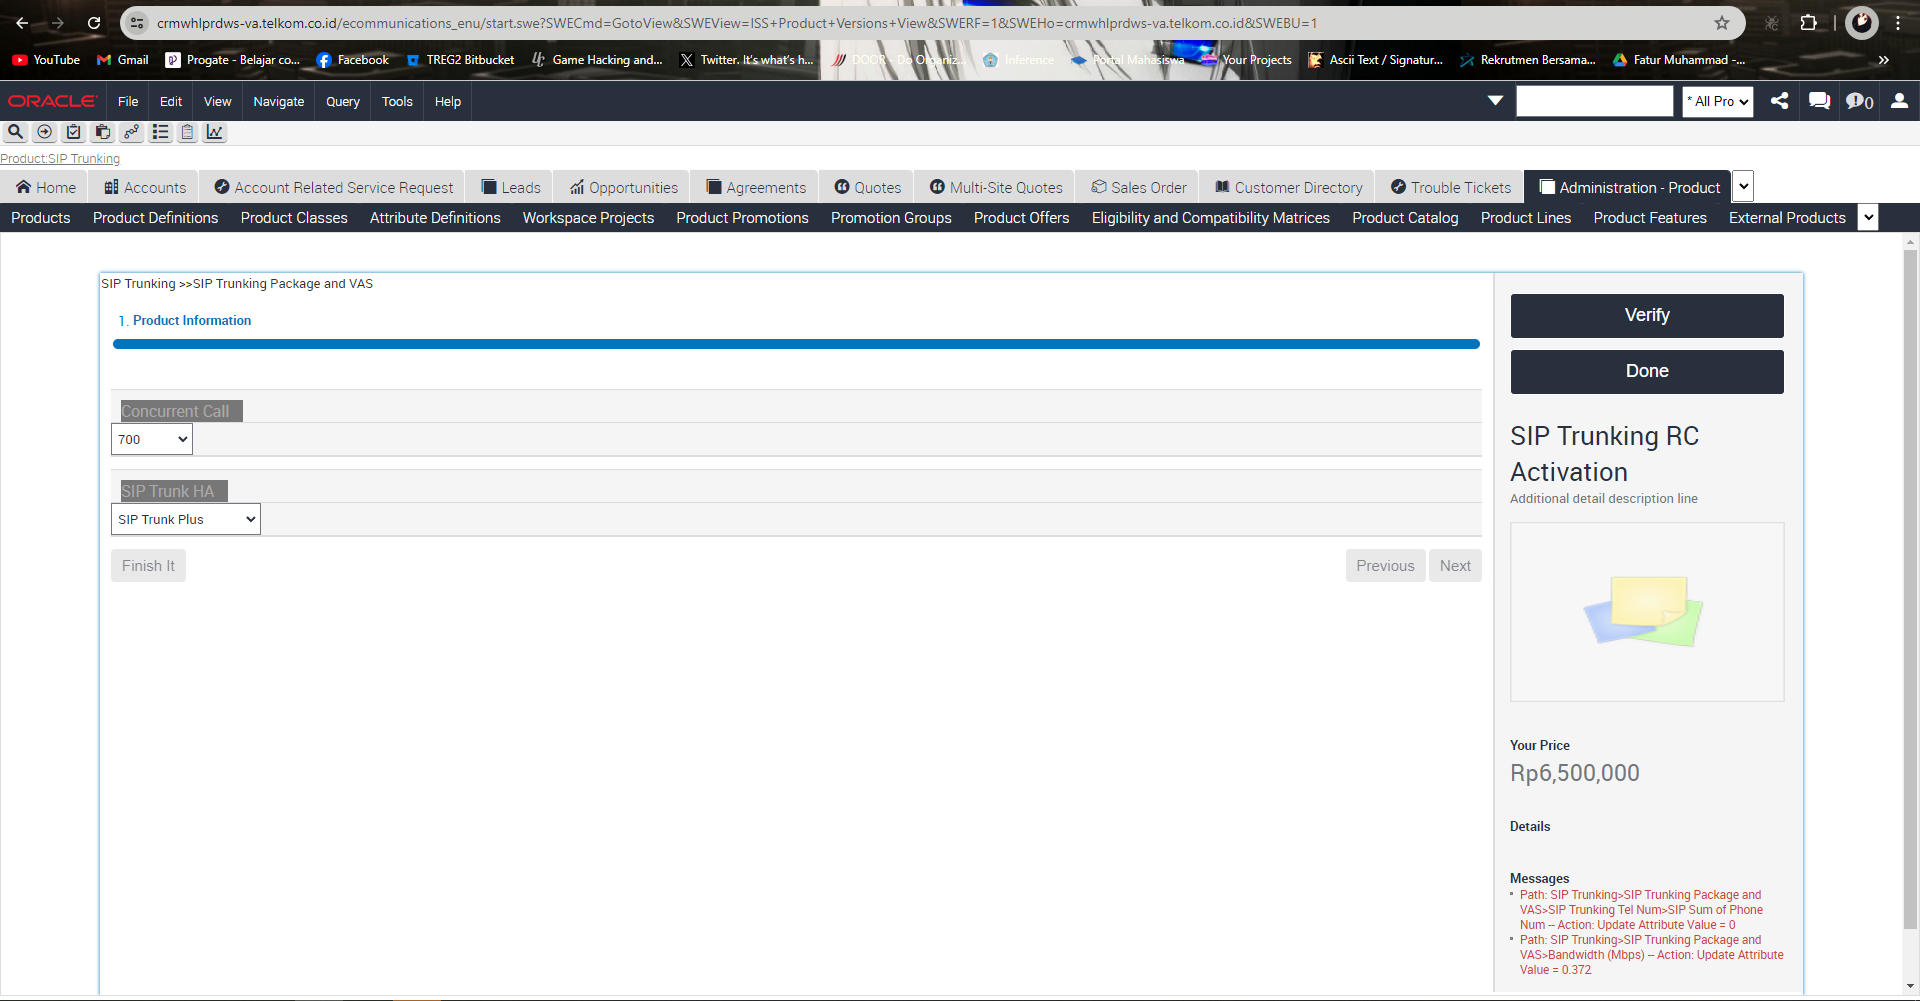 crmwhlprdws-va.telkom.co.id/ecommunications_enu/start.swe?SWECmd=GotoView&SWEView=ISS+Product+Versions+View&SWERF=1&SWEHo=crmwhlprdws-va.telkom.co.id&SWEBU=1
YouTube Gmail Progate - Belajar co... Facebook TREG2 Bitbucket Game Hacking and... Twitter. It's what's h... DOOR - Do Organiz... Inference Portal Mahasiswa Your Projects Ascii Text / Signatur... Rekrutmen Bersama... Fatur Muhammad -...
ORACLE File Edit View Navigate Query Tools Help * All Pro 0
Product:SIP Trunking
Home Accounts Account Related Service Request Leads Opportunities Agreements Quotes Multi-Site Quotes Sales Order Customer Directory Trouble Tickets Administration - Product
Products Product Definitions Product Classes Attribute Definitions Workspace Projects Product Promotions Promotion Groups Product Offers Eligibility and Compatibility Matrices Product Catalog Product Lines Product Features External Products
SIP Trunking >>SIP Trunking Package and VAS
1. Product Information
Concurrent Call
700
SIP Trunk HA
SIP Trunk Plus
Finish It Previous Next
Verify
Done
SIP Trunking RC
Activation
Additional detail description line
Your Price
Rp6,500,000
Details
Messages
Path: SIP Trunking>SIP Trunking Package and
VAS>SIP Trunking Tel Num>SIP Sum of Phone
Num -- Action: Update Attribute Value = 0
Path: SIP Trunking>SIP Trunking Package and
VAS>Bandwidth (Mbps) -- Action: Update Attribute
Value = 0.372